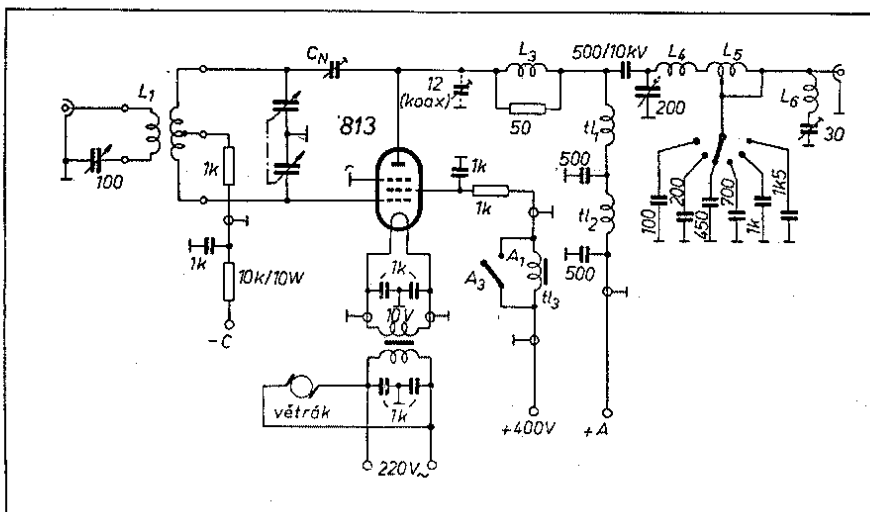 L1
100
1k
1k
10k/10W
-C
CN
813
12
(koax)
L3
50
500/10kV
L4
L5
200
L6
30
tl1
500
tl2
500
1k
1k
A1
A3
tl3
100
200
450
700
1k
1k5
1k
10V
1k
větrák
220V~
+400V
+A